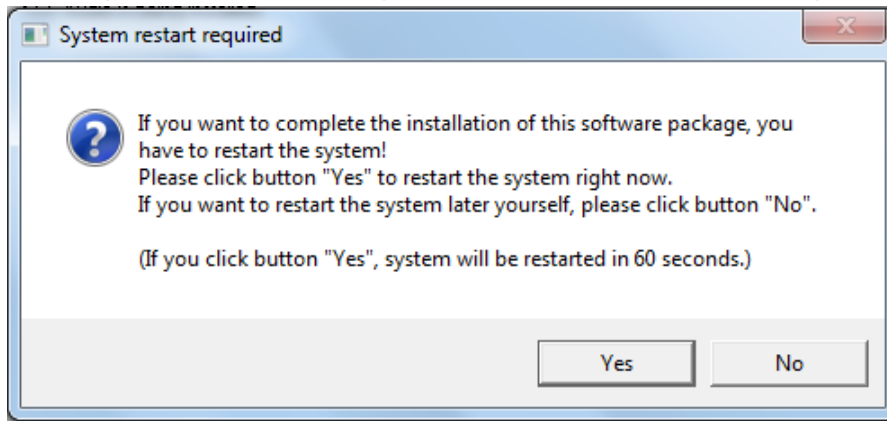 System restart required
If you want to complete the installation of this software package, you
have to restart the system!
Please click button "Yes" to restart the system right now.
If you want to restart the system later yourself, please click button "No".
(If you click button "Yes", system will be restarted in 60 seconds.)
Yes
No